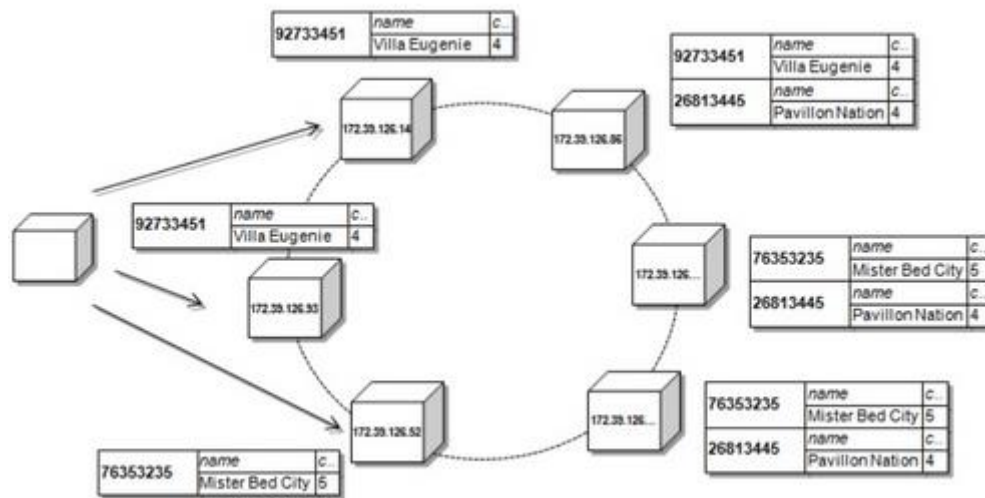 92733451 name c..
Villa Eugenie 4
92733451 name c..
Villa Eugenie 4
26813445 name c..
Pavillon Nation 4
172.39.126.14
172.39.126.86
92733451 name c..
Villa Eugenie 4
76353235 name c..
Mister Bed City 5
26813445 name c..
Pavillon Nation 4
172.39.126....
172.39.126.93
76353235 name c..
Mister Bed City 5
26813445 name c..
Pavillon Nation 4
172.39.126....
172.39.126.52
76353235 name c..
Mister Bed City 5